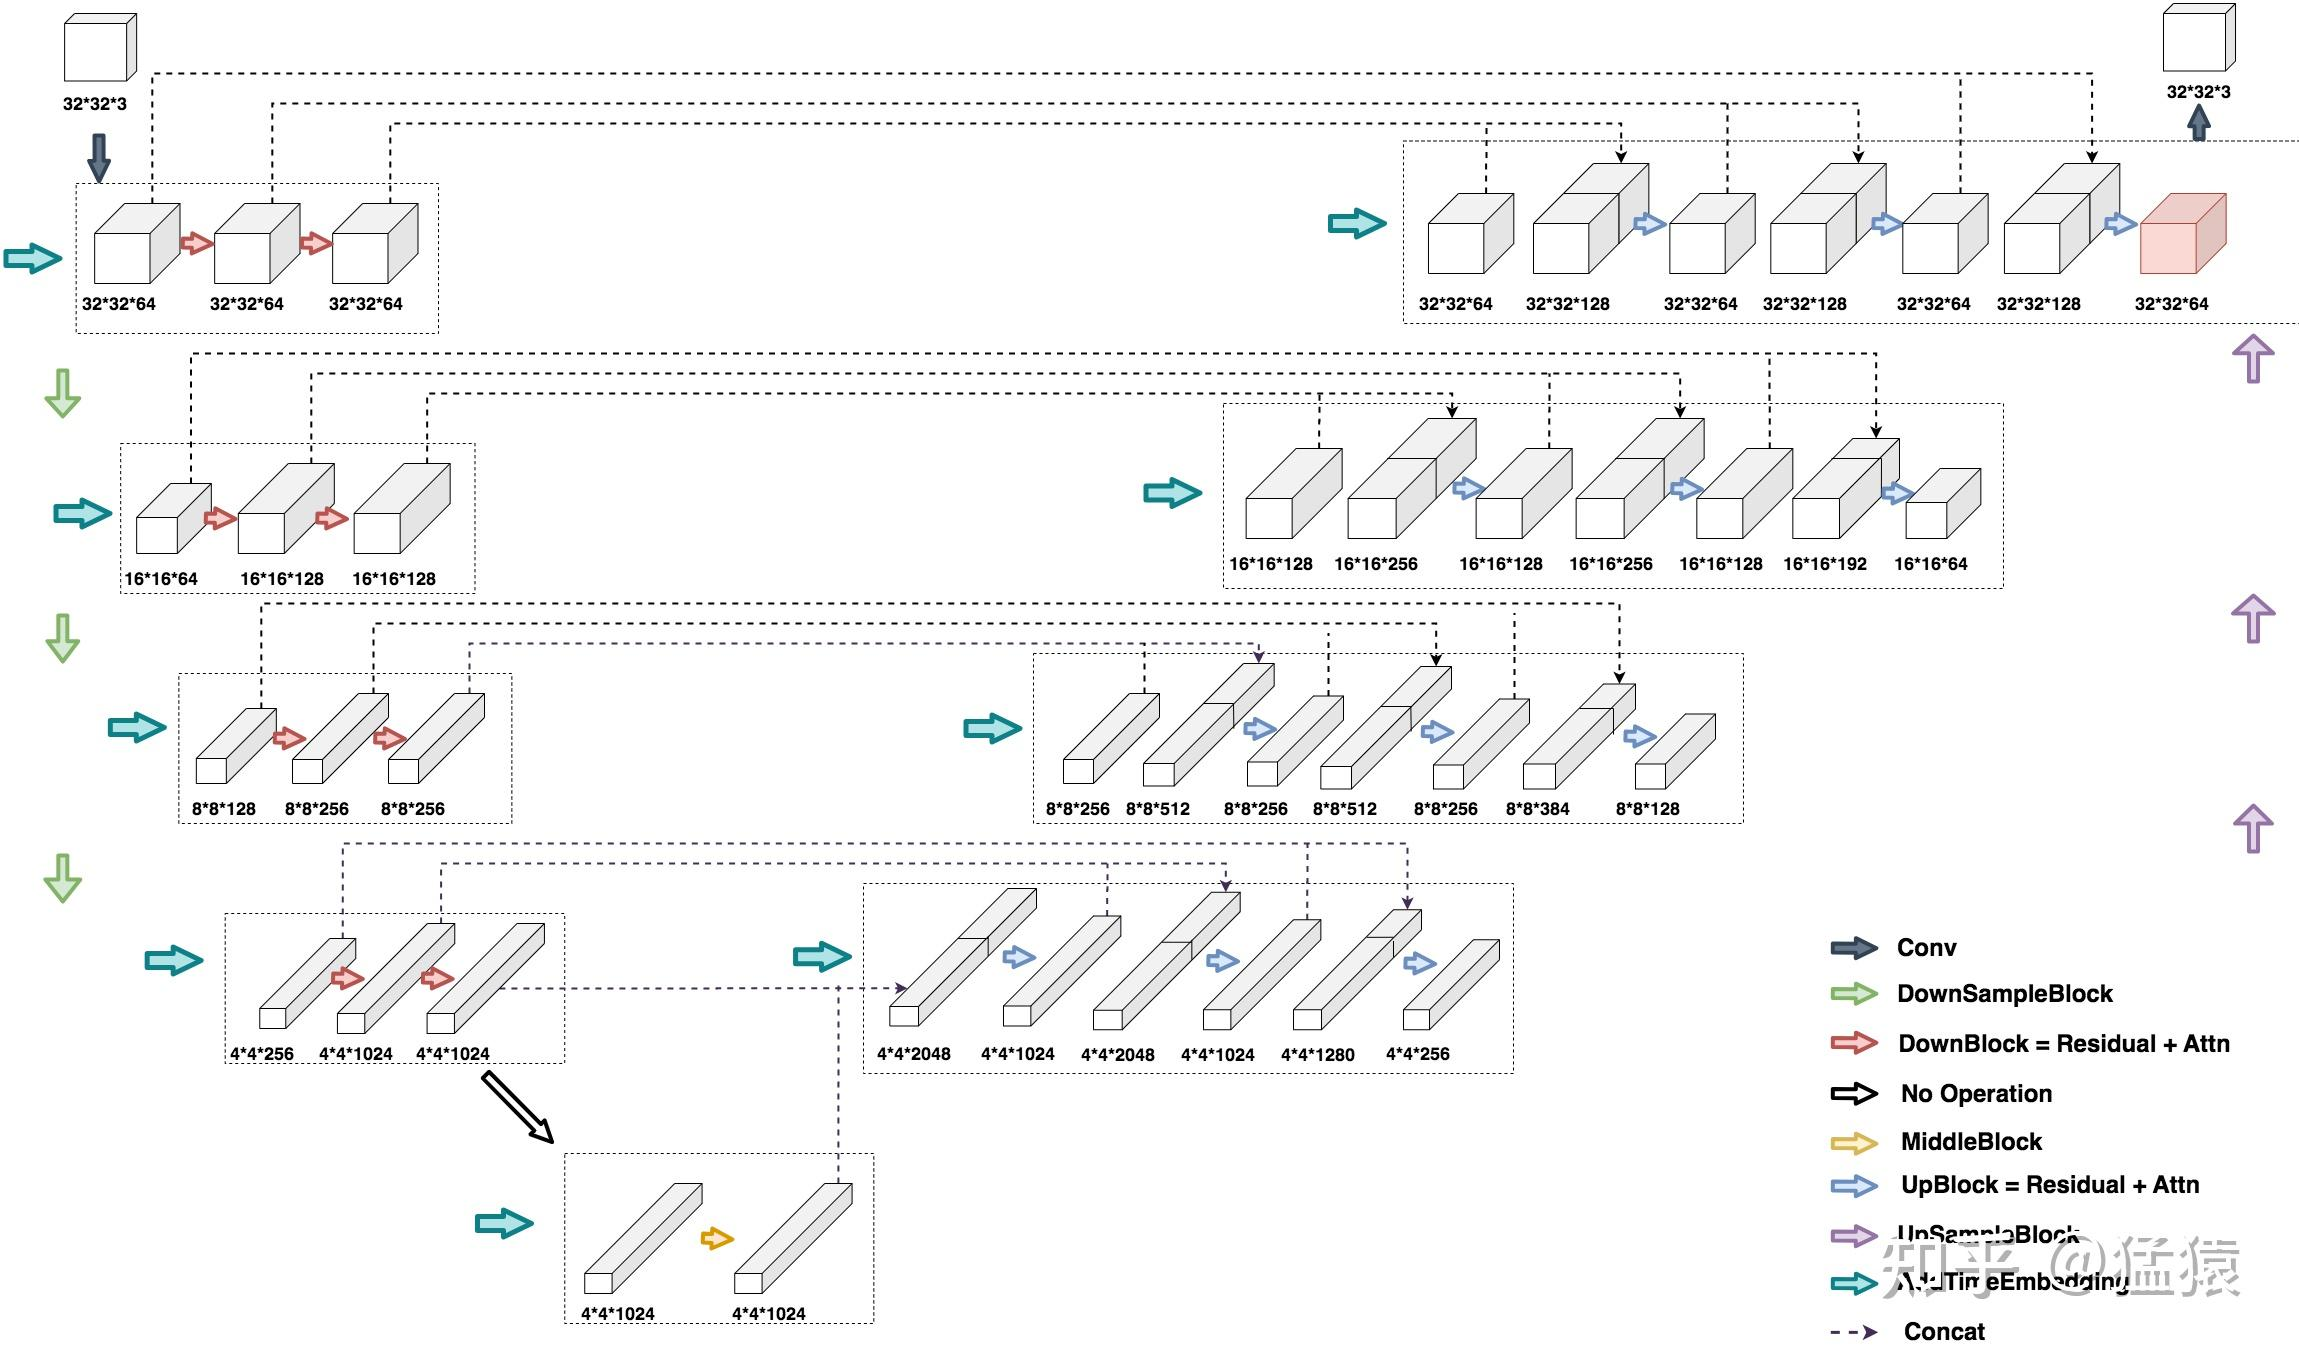 32*32*3
32*32*3
32*32*64 32*32*64 32*32*64
32*32*64 32*32*128 32*32*64 32*32*128 32*32*64 32*32*128 32*32*64
16*16*64 16*16*128 16*16*128
16*16*128 16*16*256 16*16*128 16*16*256 16*16*128 16*16*192 16*16*64
8*8*128 8*8*256 8*8*256
8*8*256 8*8*512 8*8*256 8*8*512 8*8*256 8*8*384 8*8*128
4*4*256 4*4*1024 4*4*1024
4*4*2048 4*4*1024 4*4*2048 4*4*1024 4*4*1280 4*4*256
4*4*1024 4*4*1024
Conv
DownSampleBlock
DownBlock = Residual + Attn
No Operation
MiddleBlock
UpBlock = Residual + Attn
UpSampleBlock
AddTimeEmbedding
Concat
知乎 @猛猿